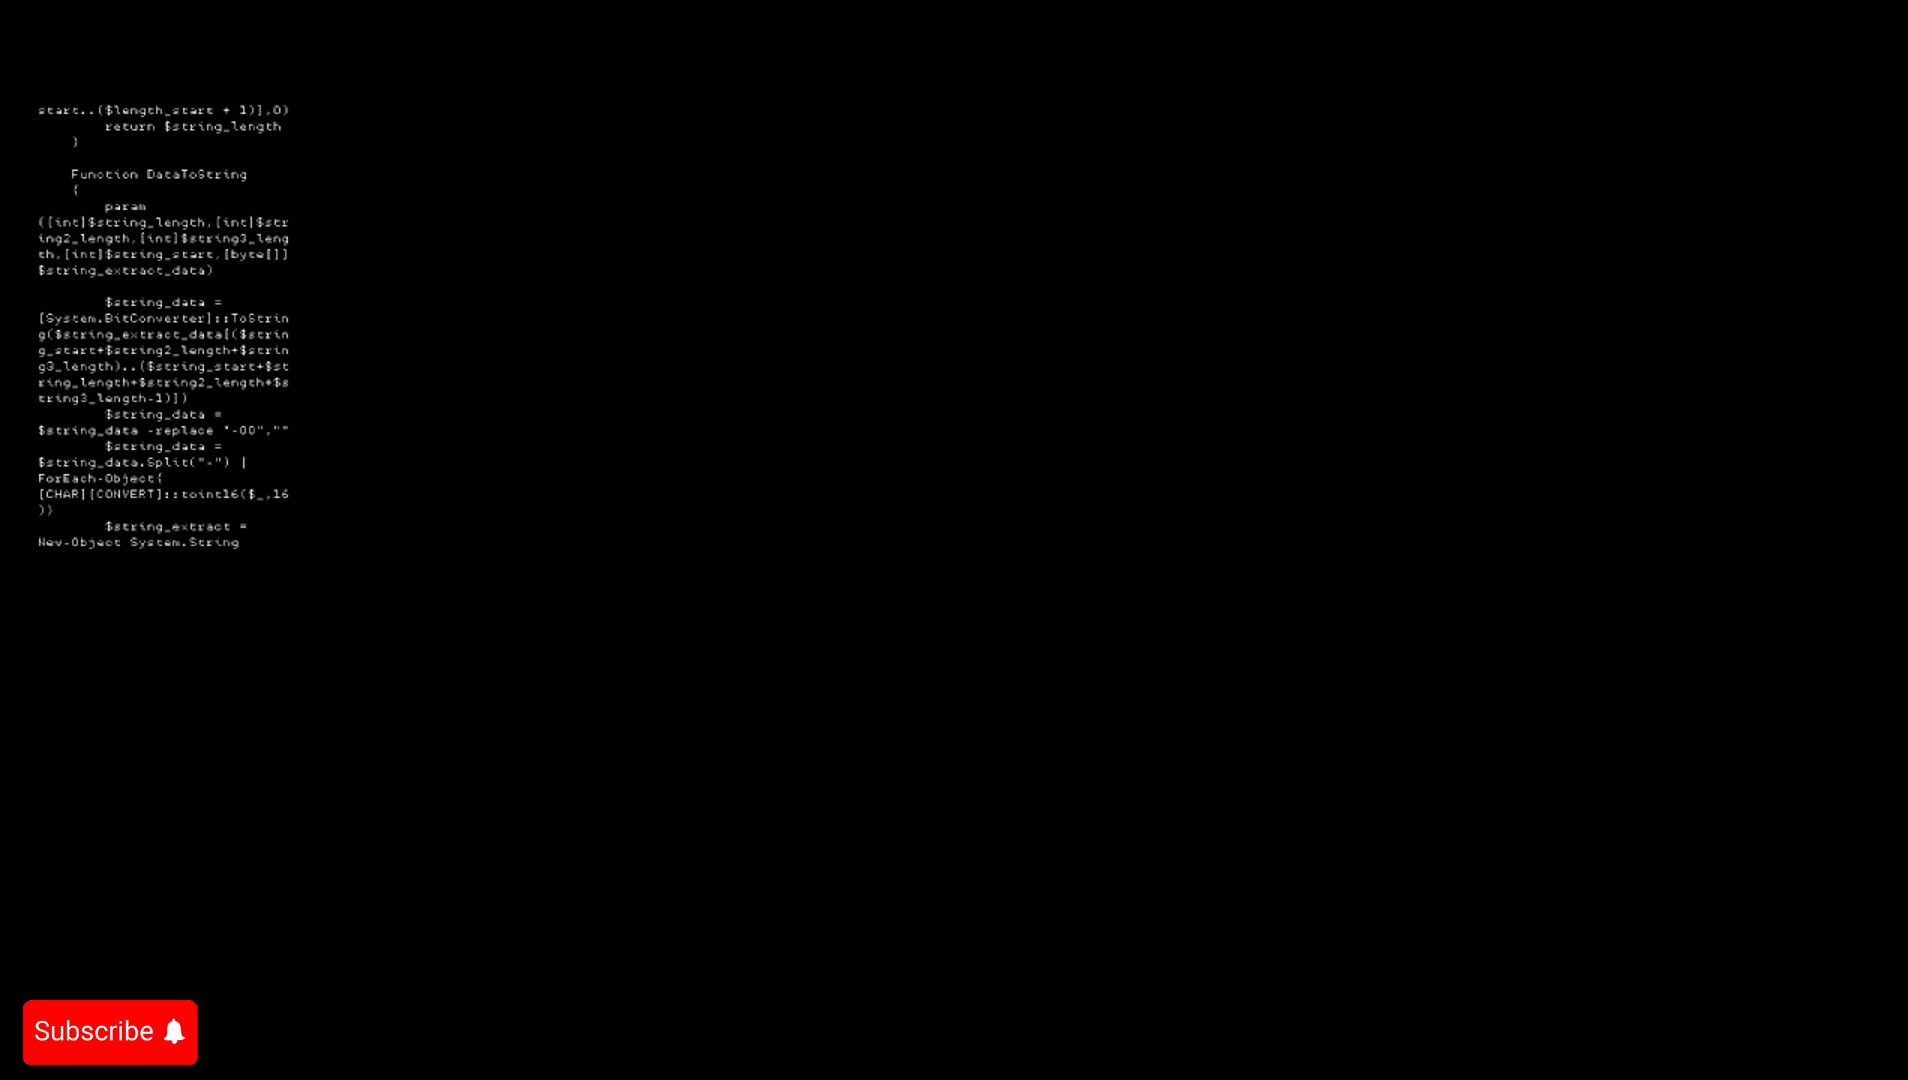 start..($length_start + 1)],0)
return $string_length
}
Function DataToString
{
param
([int]$string_length,[int]$str
ing2_length,[int]$string3_leng
th,[int]$string_start,[byte[]]
$string_extract_data)
$string_data =
[System.BitConverter]::ToStrin
g($string_extract_data[($strin
g_start+$string2_length+$strin
g3_length)..($string_start+$st
ring_length+$string2_length+$s
tring3_length-1)])
$string_data =
$string_data -replace "-00",""
$string_data =
$string_data.Split("-") |
ForEach-Object{
[CHAR][CONVERT]::toint16($_,16
)}
$string_extract =
New-Object System.String
Subscribe